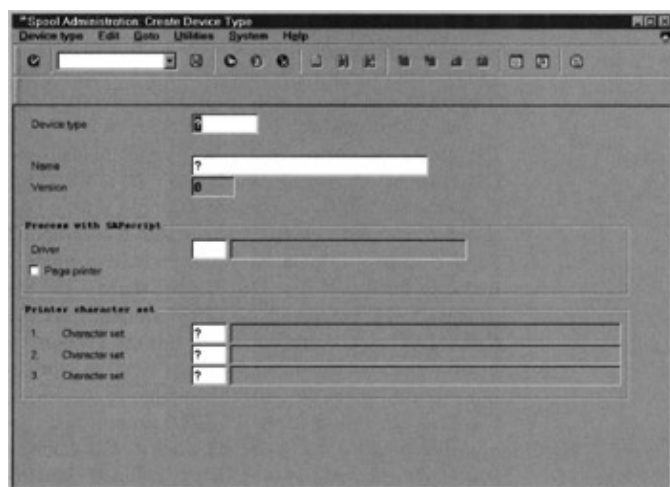 Spool Administration: Create Device Type
Device type Edit Goto Utilities System Help
Device type ?
Name ?
Version 0
Process with SAPscript
Driver
Page printer
Printer character set
1. Character set ?
2. Character set ?
3. Character set ?